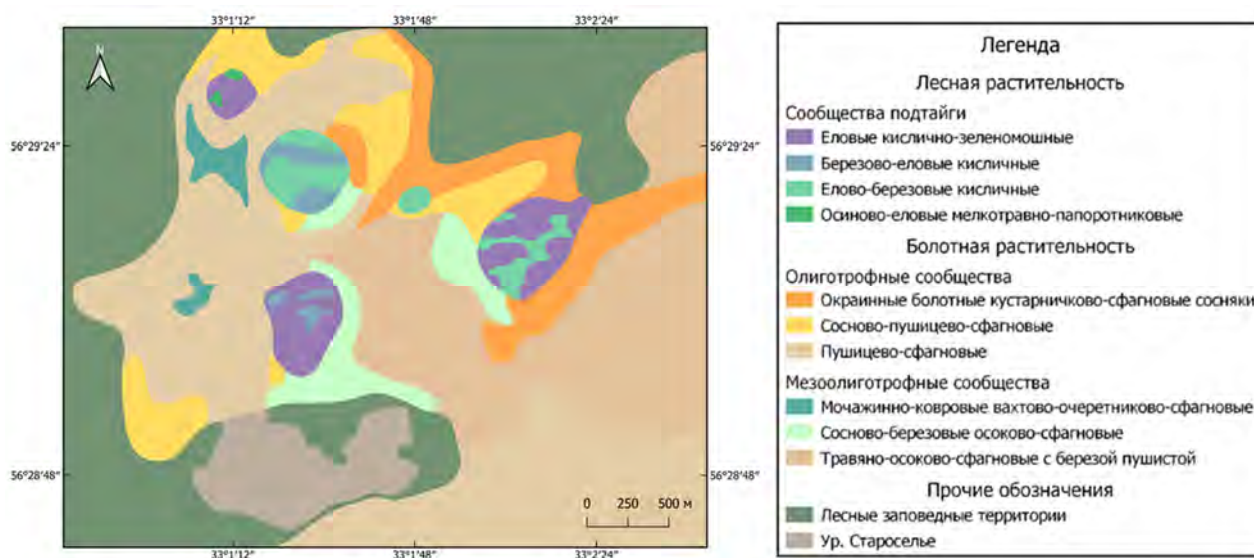 33°1'12" 33°1'48" 33°2'24"
N
56°29'24" 56°29'24"
56°28'48" 56°28'48"
0 250 500 м
33°1'12" 33°1'48" 33°2'24"
Легенда
Лесная растительность
Сообщества подтайги
Еловые кислично-зеленомошные
Березово-еловые кисличные
Елово-березовые кисличные
Осиново-еловые мелкотравно-папоротниковые
Болотная растительность
Олиготрофные сообщества
Окраинные болотные кустарничково-сфагновые сосняки
Сосново-пушицево-сфагновые
Пушицево-сфагновые
Мезоолиготрофные сообщества
Мочажинно-ковровые вахтово-очеретниково-сфагновые
Сосново-березовые осоково-сфагновые
Травяно-осоково-сфагновые с березой пушистой
Прочие обозначения
Лесные заповедные территории
Ур. Староселье